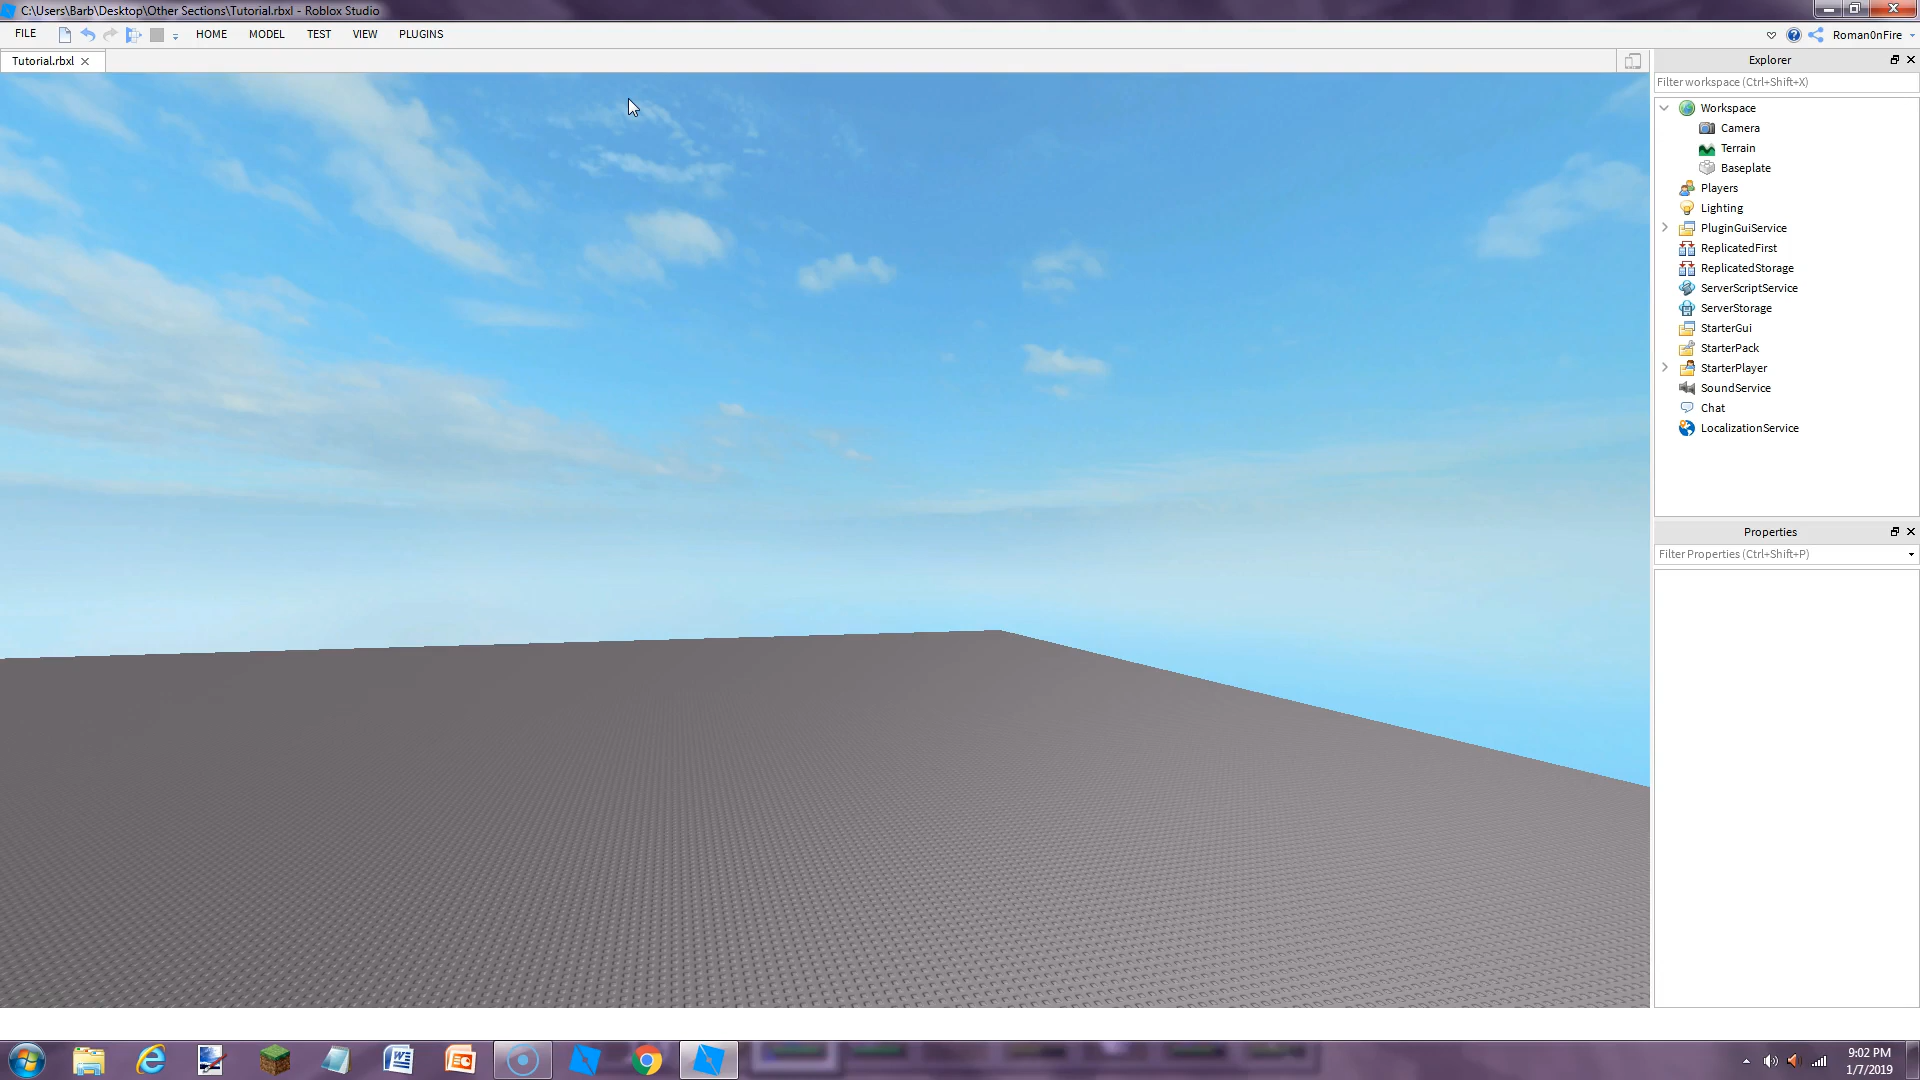 C:\Users\Barb\Desktop\Other Sections\Tutorial.rbxl - Roblox Studio
FILE HOME MODEL TEST VIEW PLUGINS Roman0nFire
Tutorial.rbxl
Explorer
Filter workspace (Ctrl+Shift+X)
Workspace
Camera
Terrain
Baseplate
Players
Lighting
PluginGuiService
ReplicatedFirst
ReplicatedStorage
ServerScriptService
ServerStorage
StarterGui
StarterPack
StarterPlayer
SoundService
Chat
LocalizationService
Properties
Filter Properties (Ctrl+Shift+P)
9:02 PM
1/7/2019